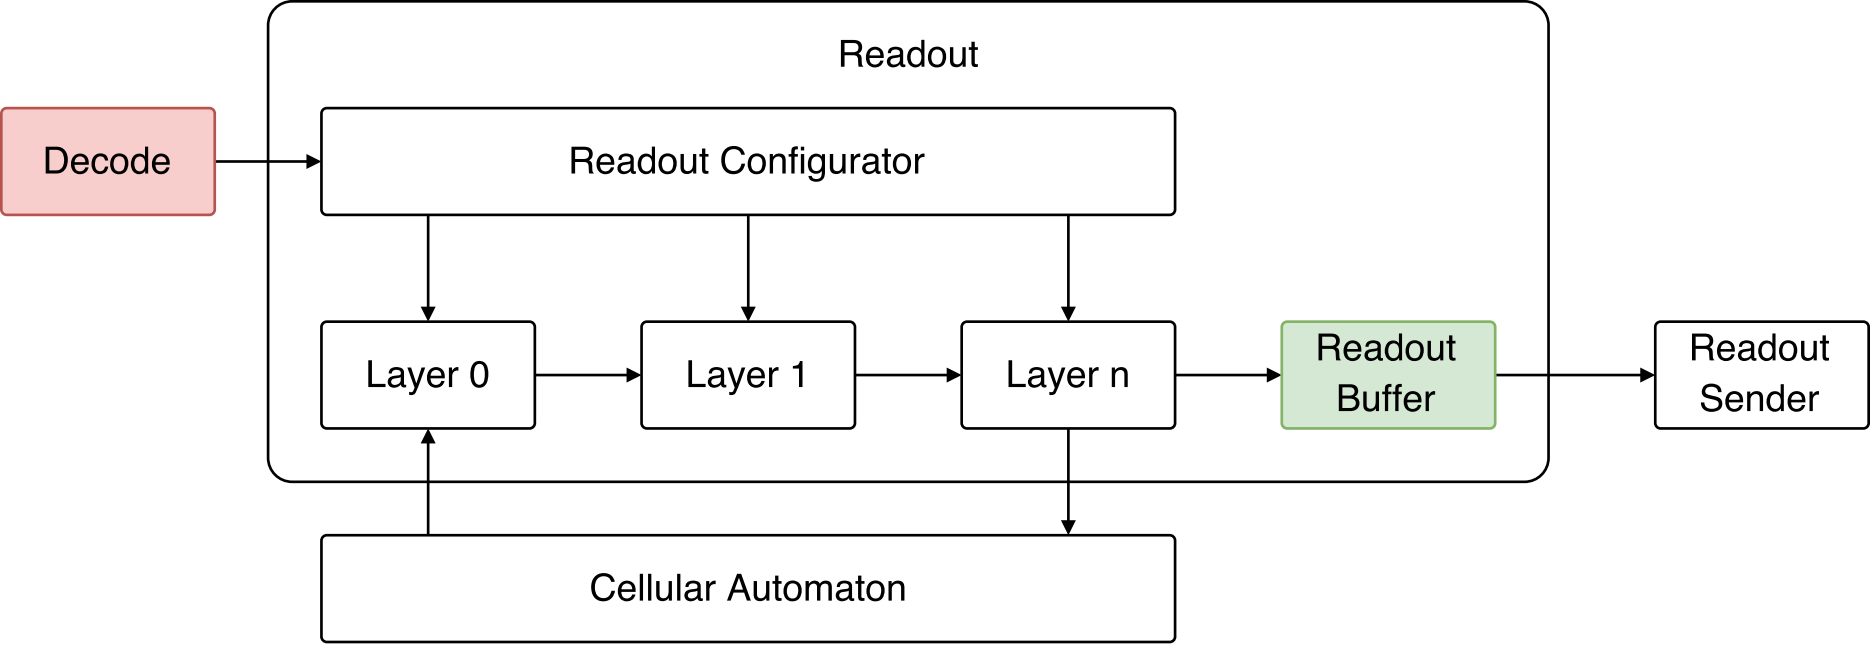 Readout
Decode
Readout Configurator
Layer 0
Layer 1
Layer n
Readout
Buffer
Readout
Sender
Cellular Automaton